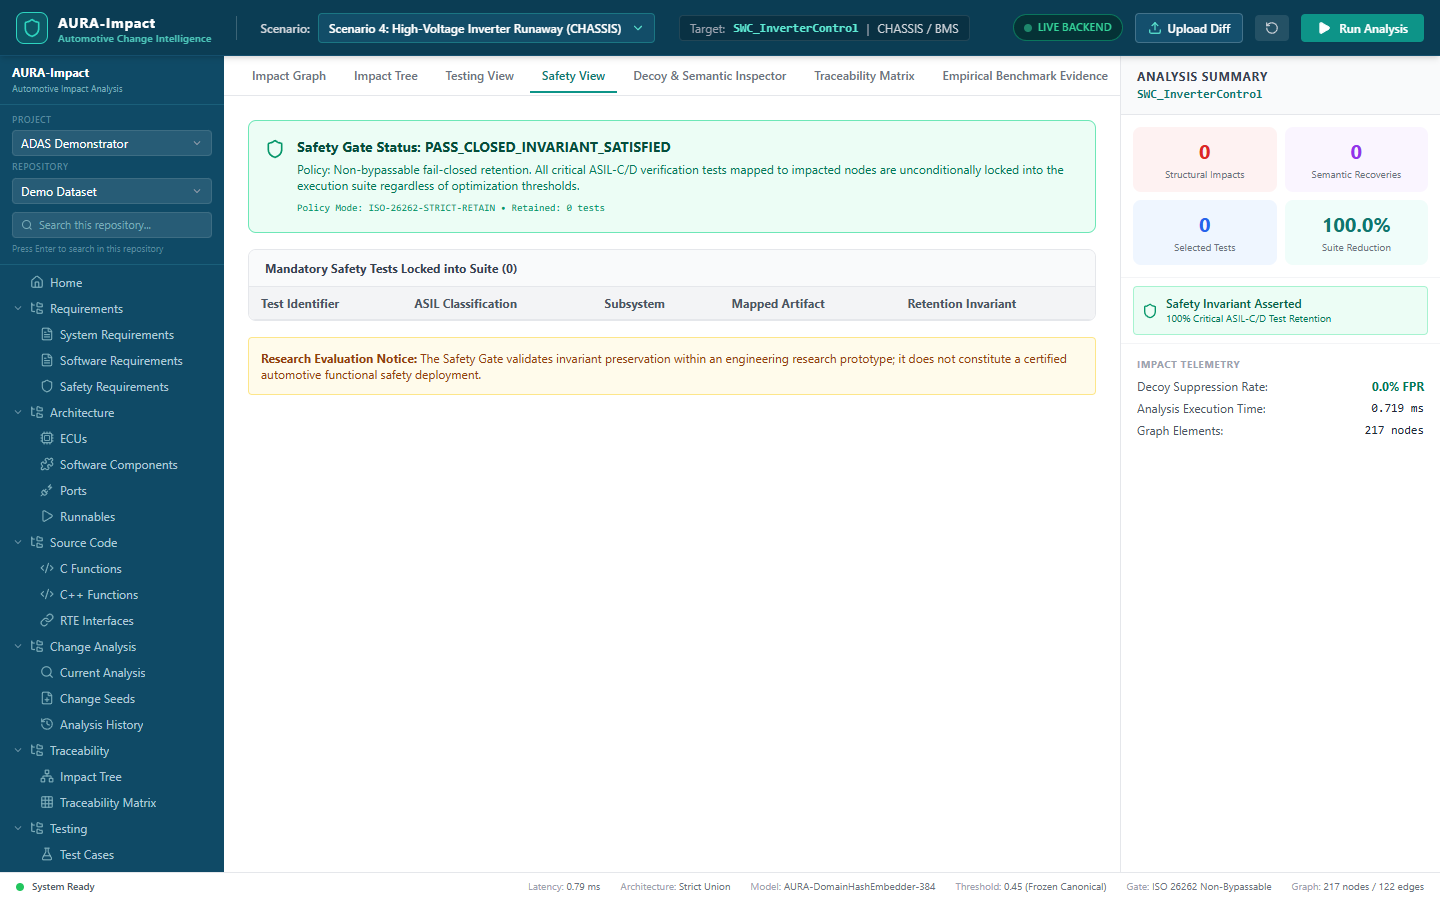 AURA-Impact
Automotive Change Intelligence
Scenario:
Scenario 4: High-Voltage Inverter Runaway (CHASSIS)
Target: SWC_InverterControl | CHASSIS / BMS
LIVE BACKEND
Upload Diff
Run Analysis
AURA-Impact
Automotive Impact Analysis
PROJECT
ADAS Demonstrator
REPOSITORY
Demo Dataset
Search this repository...
Press Enter to search in this repository
Home
Requirements
System Requirements
Software Requirements
Safety Requirements
Architecture
ECUs
Software Components
Ports
Runnables
Source Code
C Functions
C++ Functions
RTE Interfaces
Change Analysis
Current Analysis
Change Seeds
Analysis History
Traceability
Impact Tree
Traceability Matrix
Testing
Test Cases
Impact Graph
Impact Tree
Testing View
Safety View
Decoy & Semantic Inspector
Traceability Matrix
Empirical Benchmark Evidence
Safety Gate Status: PASS_CLOSED_INVARIANT_SATISFIED
Policy: Non-bypassable fail-closed retention. All critical ASIL-C/D verification tests mapped to impacted nodes are unconditionally locked into the
execution suite regardless of optimization thresholds.
Policy Mode: ISO-26262-STRICT-RETAIN • Retained: 0 tests
Mandatory Safety Tests Locked into Suite (0)
Test Identifier
ASIL Classification
Subsystem
Mapped Artifact
Retention Invariant
Research Evaluation Notice: The Safety Gate validates invariant preservation within an engineering research prototype; it does not constitute a certified
automotive functional safety deployment.
ANALYSIS SUMMARY
SWC_InverterControl
0
Structural Impacts
0
Semantic Recoveries
0
Selected Tests
100.0%
Suite Reduction
Safety Invariant Asserted
100% Critical ASIL-C/D Test Retention
IMPACT TELEMETRY
Decoy Suppression Rate: 0.0% FPR
Analysis Execution Time: 0.719 ms
Graph Elements: 217 nodes
System Ready
Latency: 0.79 ms
Architecture: Strict Union
Model: AURA-DomainHashEmbedder-384
Threshold: 0.45 (Frozen Canonical)
Gate: ISO 26262 Non-Bypassable
Graph: 217 nodes / 122 edges